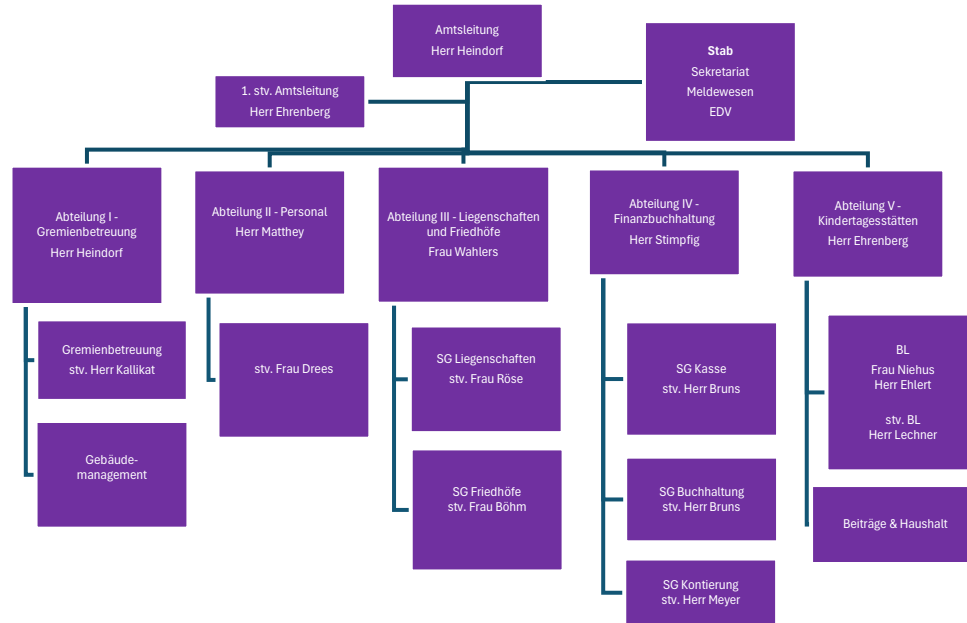 Amtsleitung
Herr Heindorf
Stab
Sekretariat
Meldewesen
EDV
1. stv. Amtsleitung
Herr Ehrenberg
Abteilung I -
Gremienbetreuung
Herr Heindorf
Abteilung II - Personal
Herr Matthey
Abteilung III - Liegenschaften
und Friedhöfe
Frau Wahlers
Abteilung IV -
Finanzbuchhaltung
Herr Stimpfig
Abteilung V -
Kindertagesstätten
Herr Ehrenberg
Gremienbetreuung
stv. Herr Kallikat
Gebäude-
management
stv. Frau Drees
SG Liegenschaften
stv. Frau Röse
SG Friedhöfe
stv. Frau Böhm
SG Kasse
stv. Herr Bruns
SG Buchhaltung
stv. Herr Bruns
SG Kontierung
stv. Herr Meyer
BL
Frau Niehus
Herr Ehlert
stv. BL
Herr Lechner
Beiträge & Haushalt